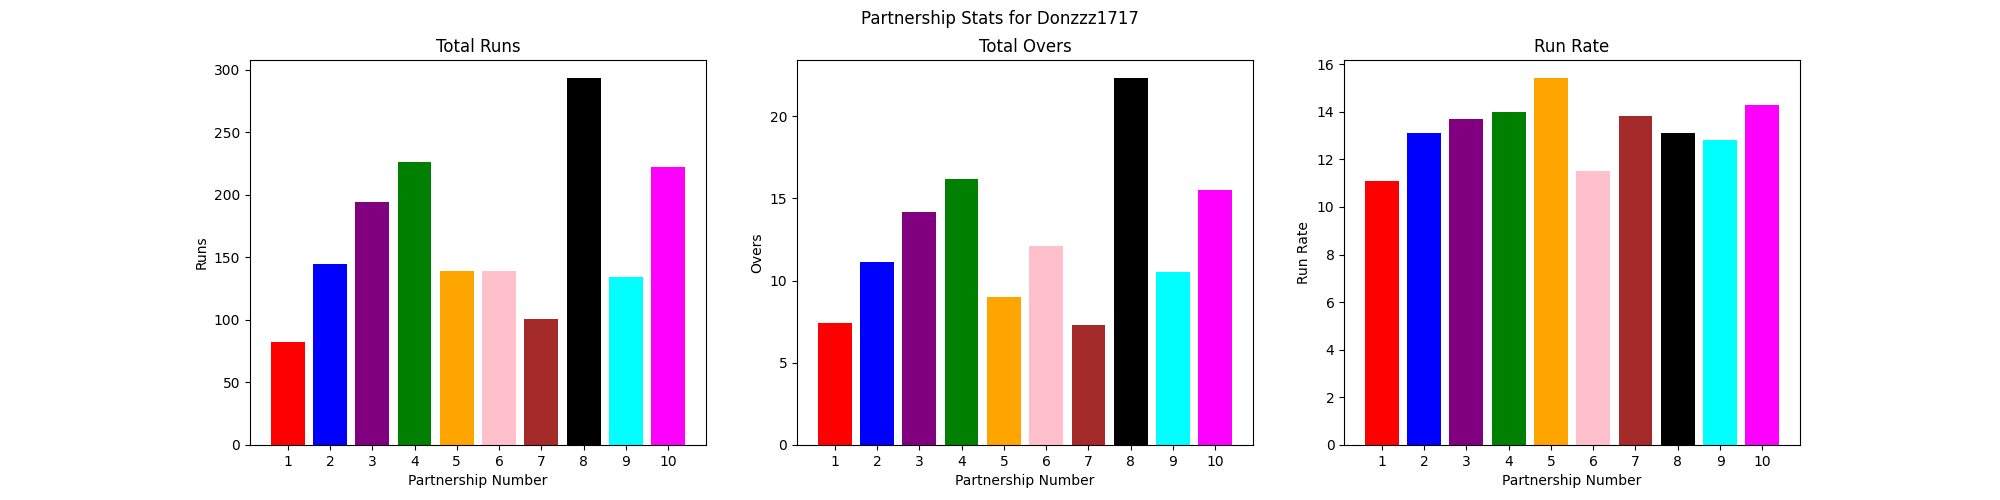 Partnership Stats for Donzzz1717
Total Runs
300
250
200
150
100
50
0
Runs
1 2 3 4 5 6 7 8 9 10
Partnership Number
Total Overs
20
15
10
5
0
Overs
1 2 3 4 5 6 7 8 9 10
Partnership Number
Run Rate
16
14
12
10
8
6
4
2
0
Run Rate
1 2 3 4 5 6 7 8 9 10
Partnership Number